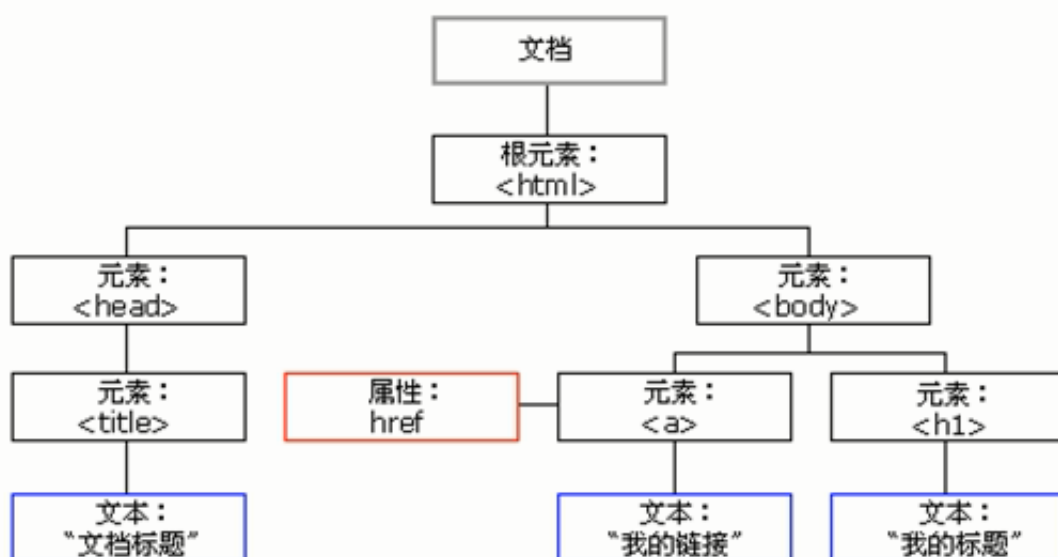 文档
根元素：
<html>
元素：
<head>
元素：
<body>
元素：
<title>
属性：
href
元素：
<a>
元素：
<h1>
文本：
“文档标题”
文本：
“我的链接”
文本：
“我的标题”